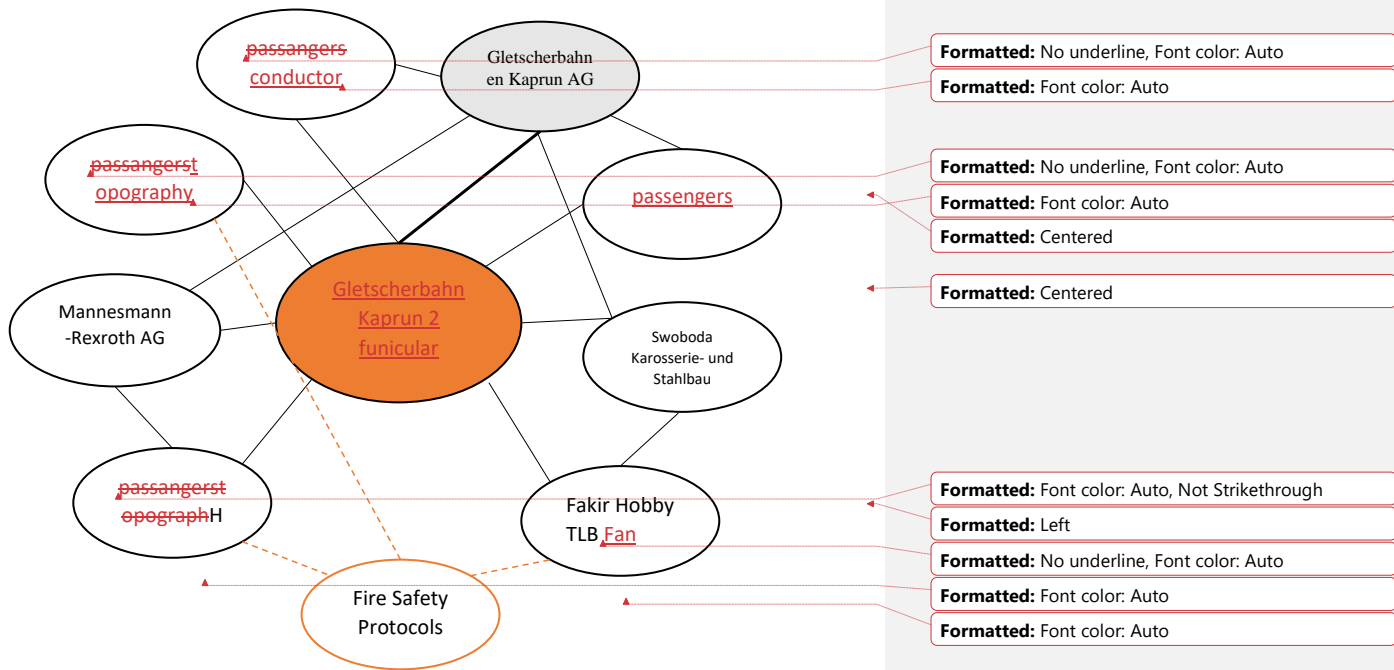 passangers
conductor
Gletscherbahn
en Kaprun AG
passangerst
opography
passengers
Gletscherbahn
Kaprun 2
funicular
Mannesmann
-Rexroth AG
Swoboda
Karosserie- und
Stahlbau
passangerst
opographH
Fakir Hobby
TLB Fan
Fire Safety
Protocols
Formatted: No underline, Font color: Auto
Formatted: Font color: Auto
Formatted: No underline, Font color: Auto
Formatted: Font color: Auto
Formatted: Centered
Formatted: Centered
Formatted: Font color: Auto, Not Strikethrough
Formatted: Left
Formatted: No underline, Font color: Auto
Formatted: Font color: Auto
Formatted: Font color: Auto